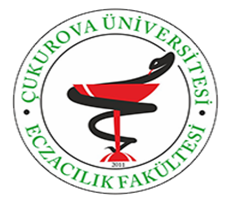 ÇUKUROVA ÜNİVERSİTESİ
ECZACILIK FAKÜLTESİ
2011